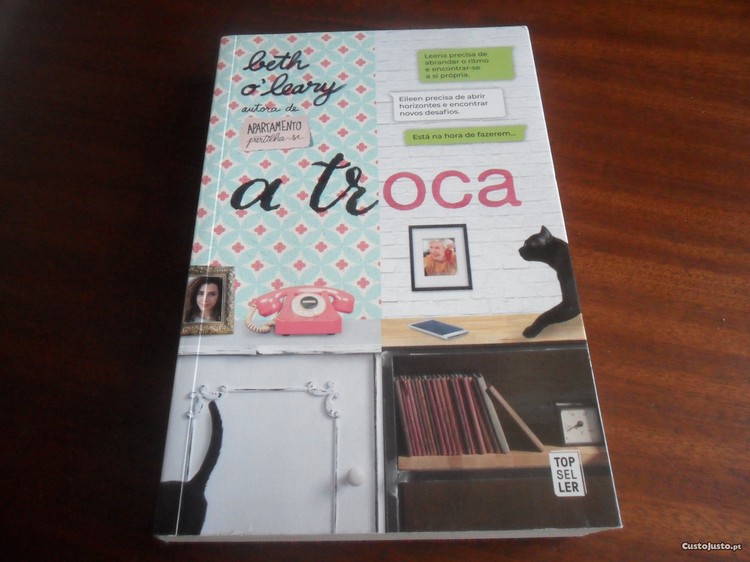 beth
o'leary
autora de
APARTAMENTO
partilha-se
Leena precisa de
abrandar o ritmo
e encontrar-se
a si própria.
Eileen precisa de abrir
horizontes e encontrar
novos desafios.
Está na hora de fazerem...
a troca
TOP
SEL
LER
CustoJusto.pt